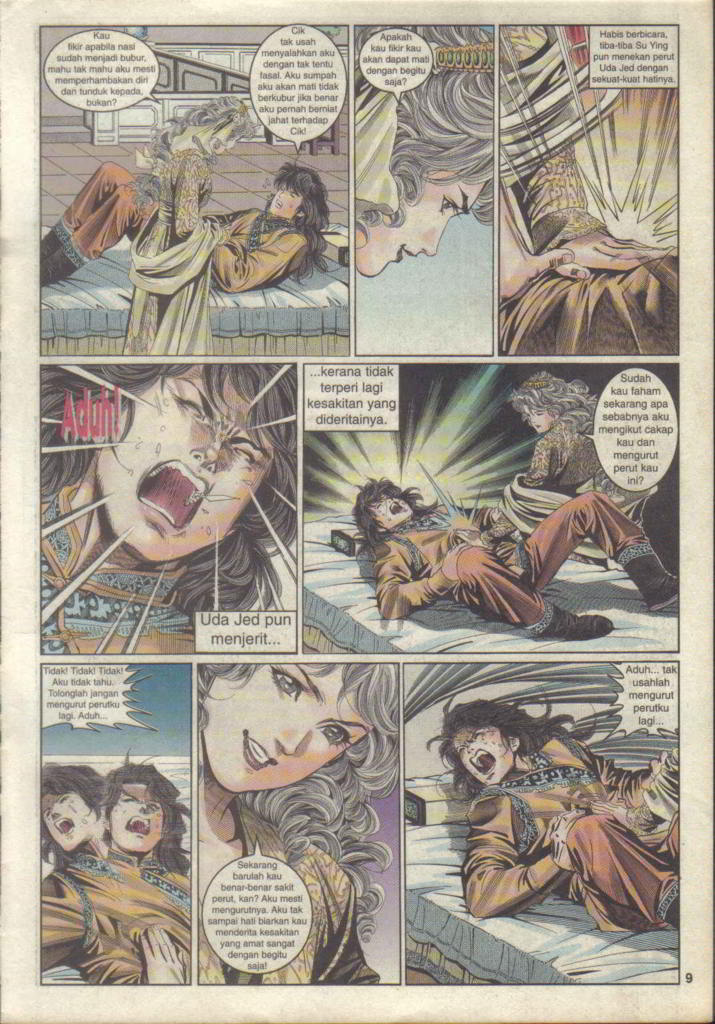 Kau
fikir apabila nasi
sudah menjadi bubur,
mahu tak mahu aku mesti
memperhambakan diri
dan tunduk kepada,
bukan?
Cik
tak usah
menyalahkan aku
dengan tak tentu
fasal. Aku sumpah
aku akan mati tidak
berkubur jika benar
aku pernah berniat
jahat terhadap
Cik!
Apakah
kau fikir kau
akan dapat mati
dengan begitu
saja?
Habis berbicara,
tiba-tiba Su Ying
pun menekan perut
Uda Jed dengan
sekuat-kuat hatinya.
Aduh!
Uda Jed pun
menjerit...
...kerana tidak
terperi lagi
kesakitan yang
dideritainya.
Sudah
kau faham
sekarang apa
sebabnya aku
mengikut cakap
kau dan
mengurut
perut kau
ini?
Tidak! Tidak! Tidak!
Aku tidak tahu.
Tolonglah jangan
mengurut perutku
lagi. Aduh...
Sekarang
barulah kau
benar-benar sakit
perut, kan? Aku mesti
mengurutnya. Aku tak
sampai hati biarkan kau
menderita kesakitan
yang amat sangat
dengan begitu
saja!
Aduh... tak
usahlah
mengurut
perutku
lagi...
9